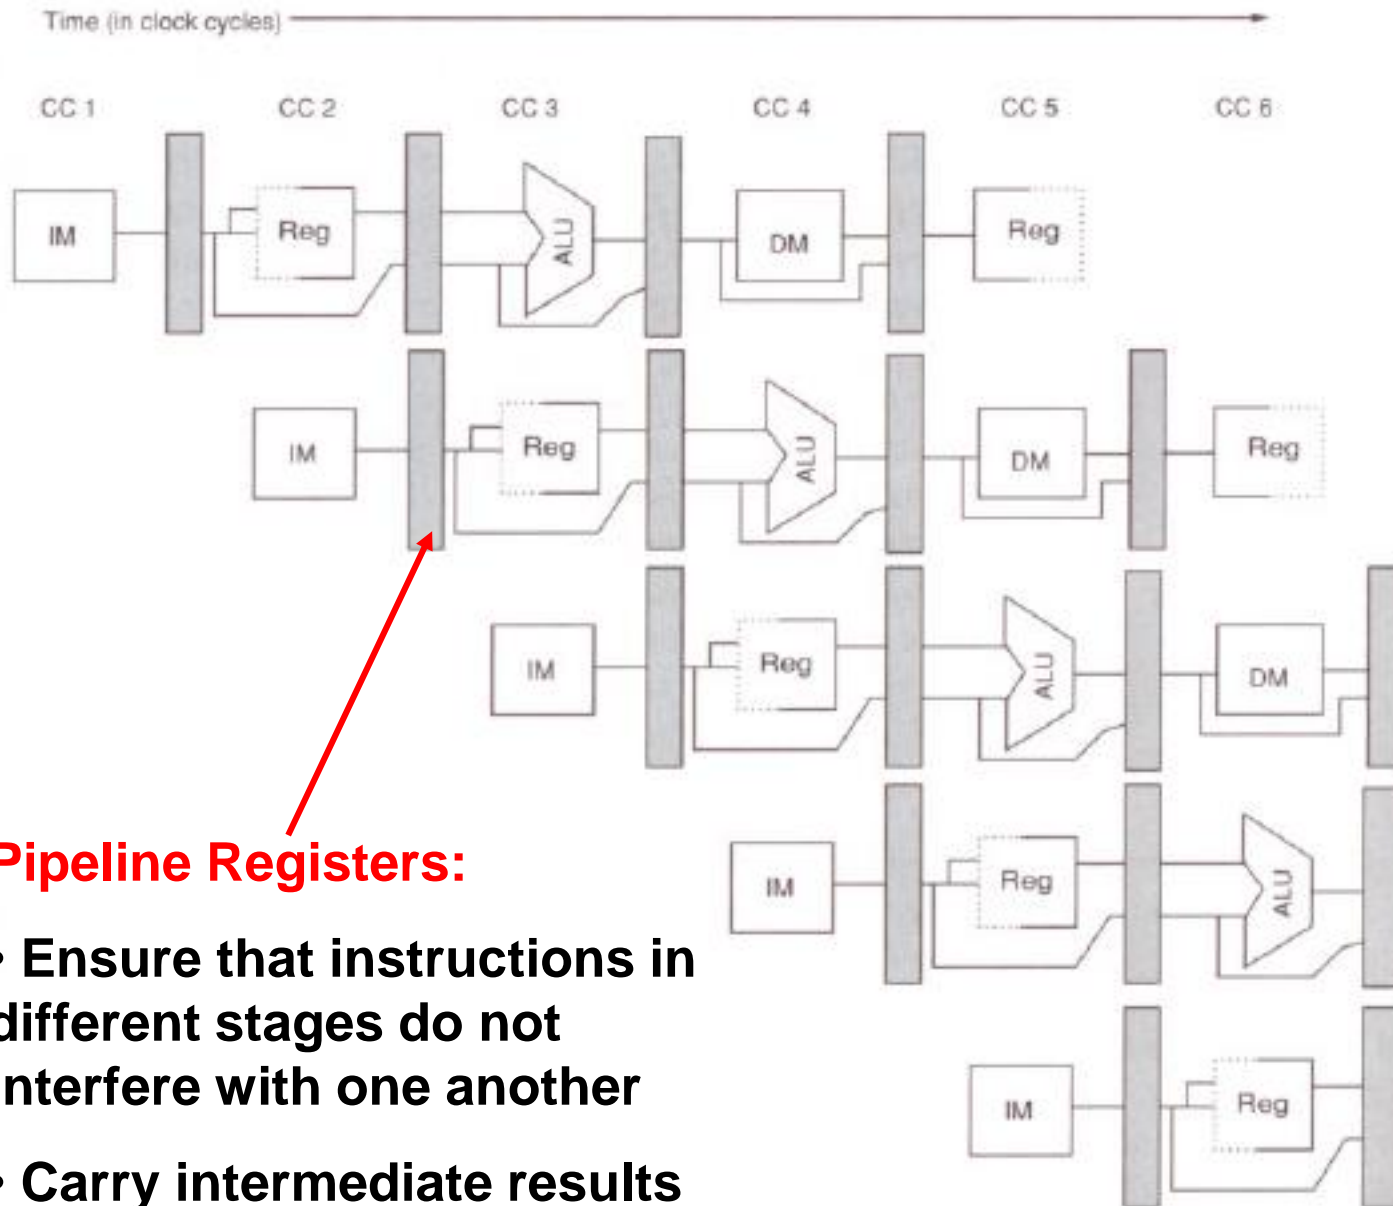 Time (in clock cycles)
CC 1 CC 2 CC 3 CC 4 CC 5 CC 6
IM Reg ALU DM Reg
IM Reg ALU DM Reg
IM Reg ALU DM
Pipeline Registers:
IM Reg ALU
• Ensure that instructions in
different stages do not
interfere with one another
IM Reg
• Carry intermediate results